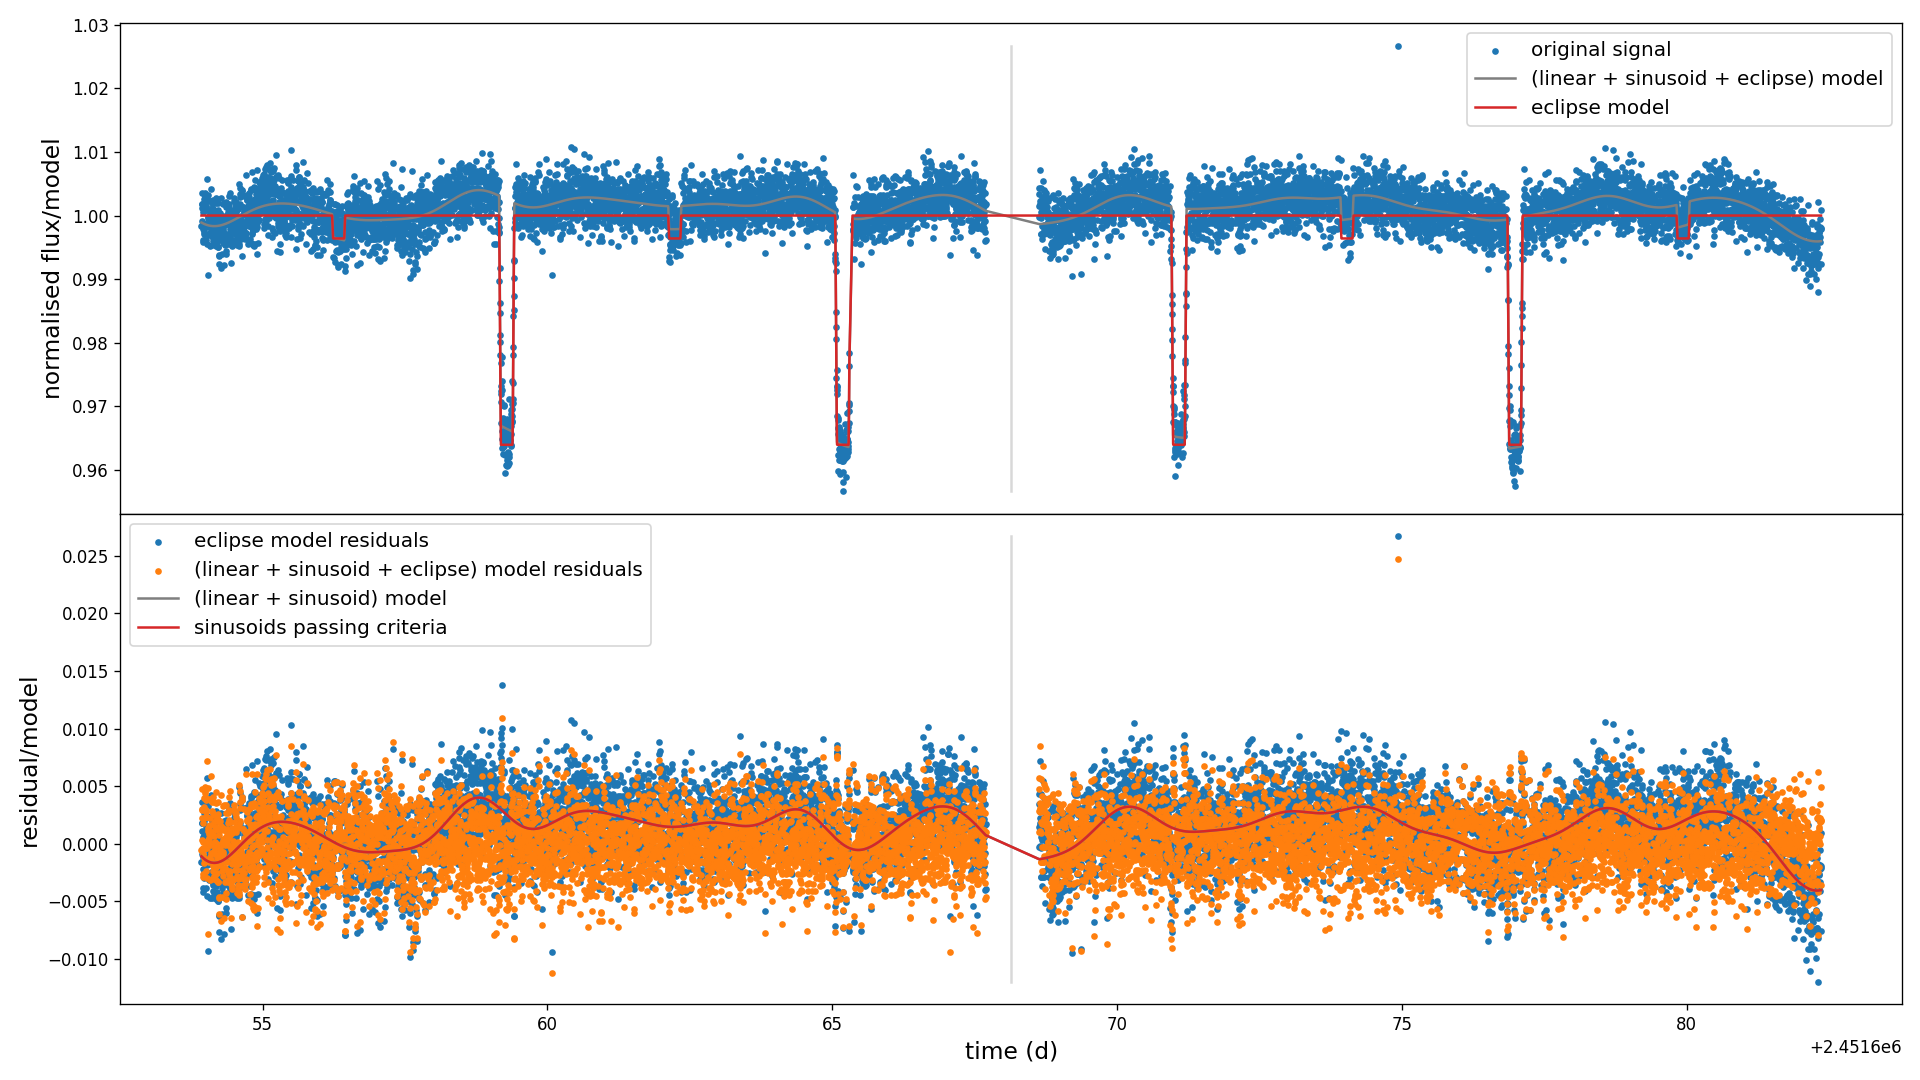 1.03
1.02
1.01
1.00
0.99
0.98
0.97
0.96
normalised flux/model
original signal
(linear + sinusoid + eclipse) model
eclipse model
0.025
0.020
0.015
0.010
0.005
0.000
−0.005
−0.010
residual/model
eclipse model residuals
(linear + sinusoid + eclipse) model residuals
(linear + sinusoid) model
sinusoids passing criteria
55 60 65 70 75 80
time (d)
+2.4516e6